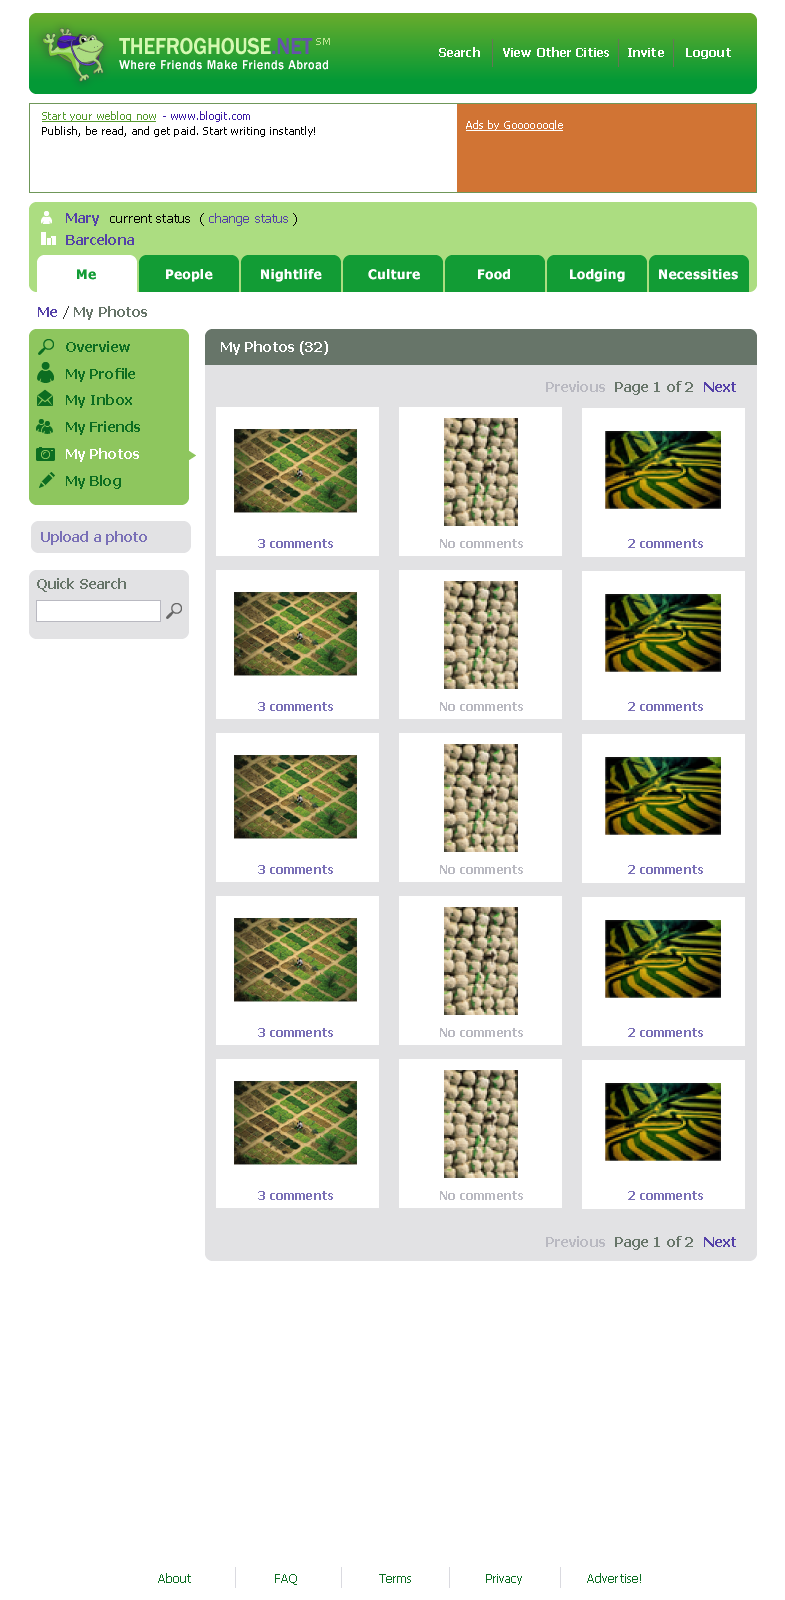 THEFROGHOUSE.NET SM
Where Friends Make Friends Abroad
Search View Other Cities Invite Logout
Start your weblog now - www.blogit.com
Publish, be read, and get paid. Start writing instantly!
Ads by Goooooogle
Mary current status ( change status )
Barcelona
Me People Nightlife Culture Food Lodging Necessities
Me / My Photos
Overview
My Profile
My Inbox
My Friends
My Photos
My Blog
Upload a photo
Quick Search
My Photos (32)
Previous Page 1 of 2 Next
3 comments No comments 2 comments
3 comments No comments 2 comments
3 comments No comments 2 comments
3 comments No comments 2 comments
3 comments No comments 2 comments
Previous Page 1 of 2 Next
About FAQ Terms Privacy Advertise!